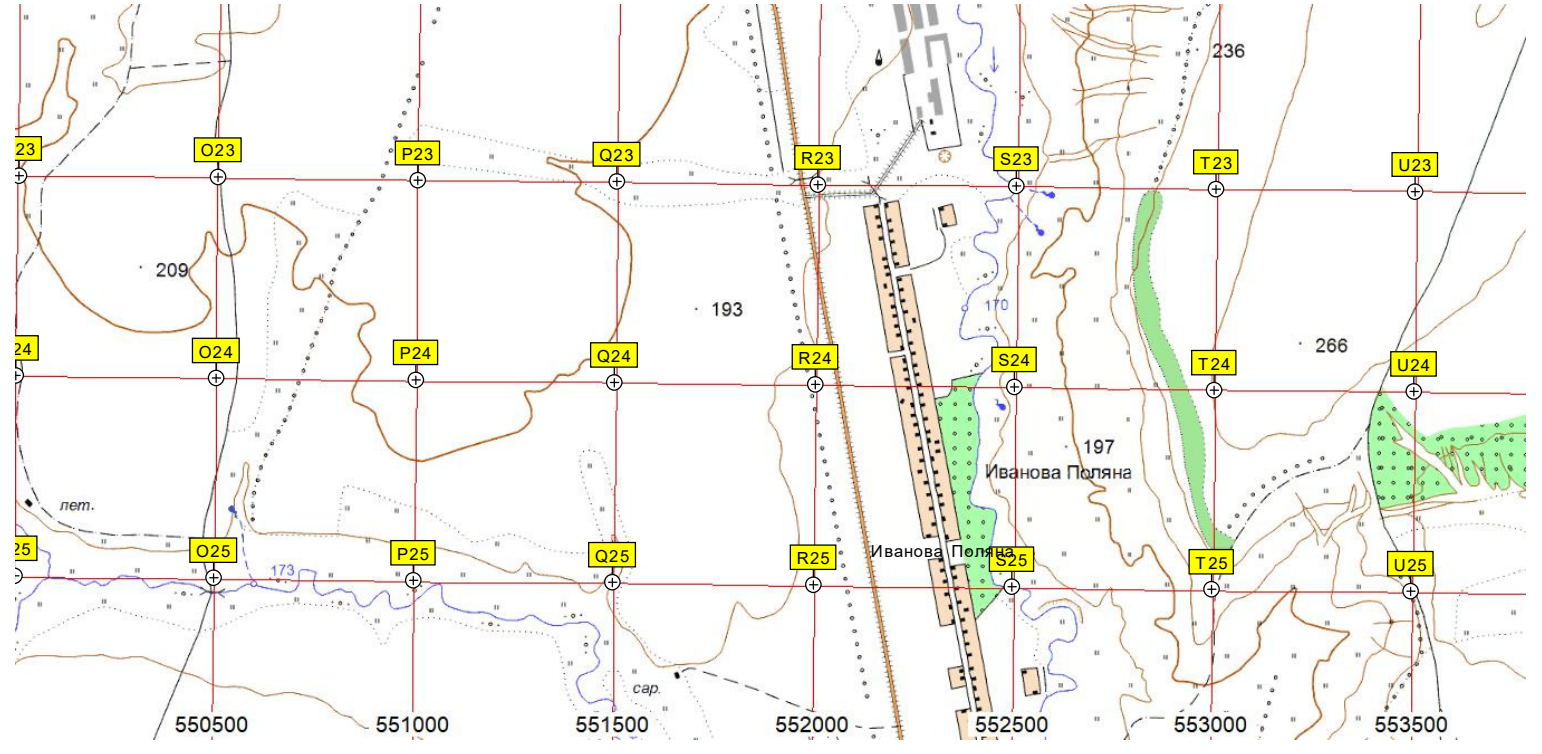 236
23 O23 P23 Q23 R23 S23 T23 U23
209
193
170
266
24 O24 P24 Q24 R24 S24 T24 U24
197
Иванова Поляна
лет.
25 O25 P25 Q25 R25 Иванова Поляна S25 T25 U25
173
сар.
550500 551000 551500 552000 552500 553000 553500